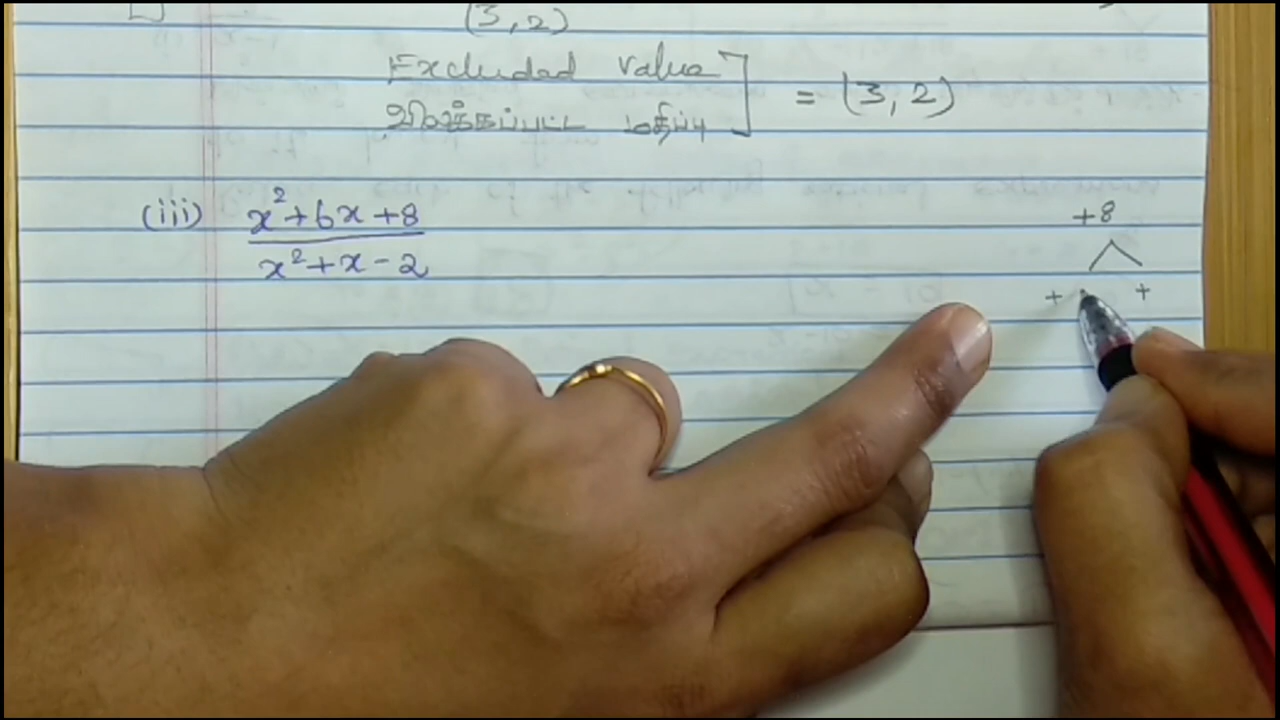 (3,2)
Excluded value
விலக்கப்பட்ட மதிப்பு ] = (3,2)
(iii) x²+6x+8
x²+x-2
+8
+ +